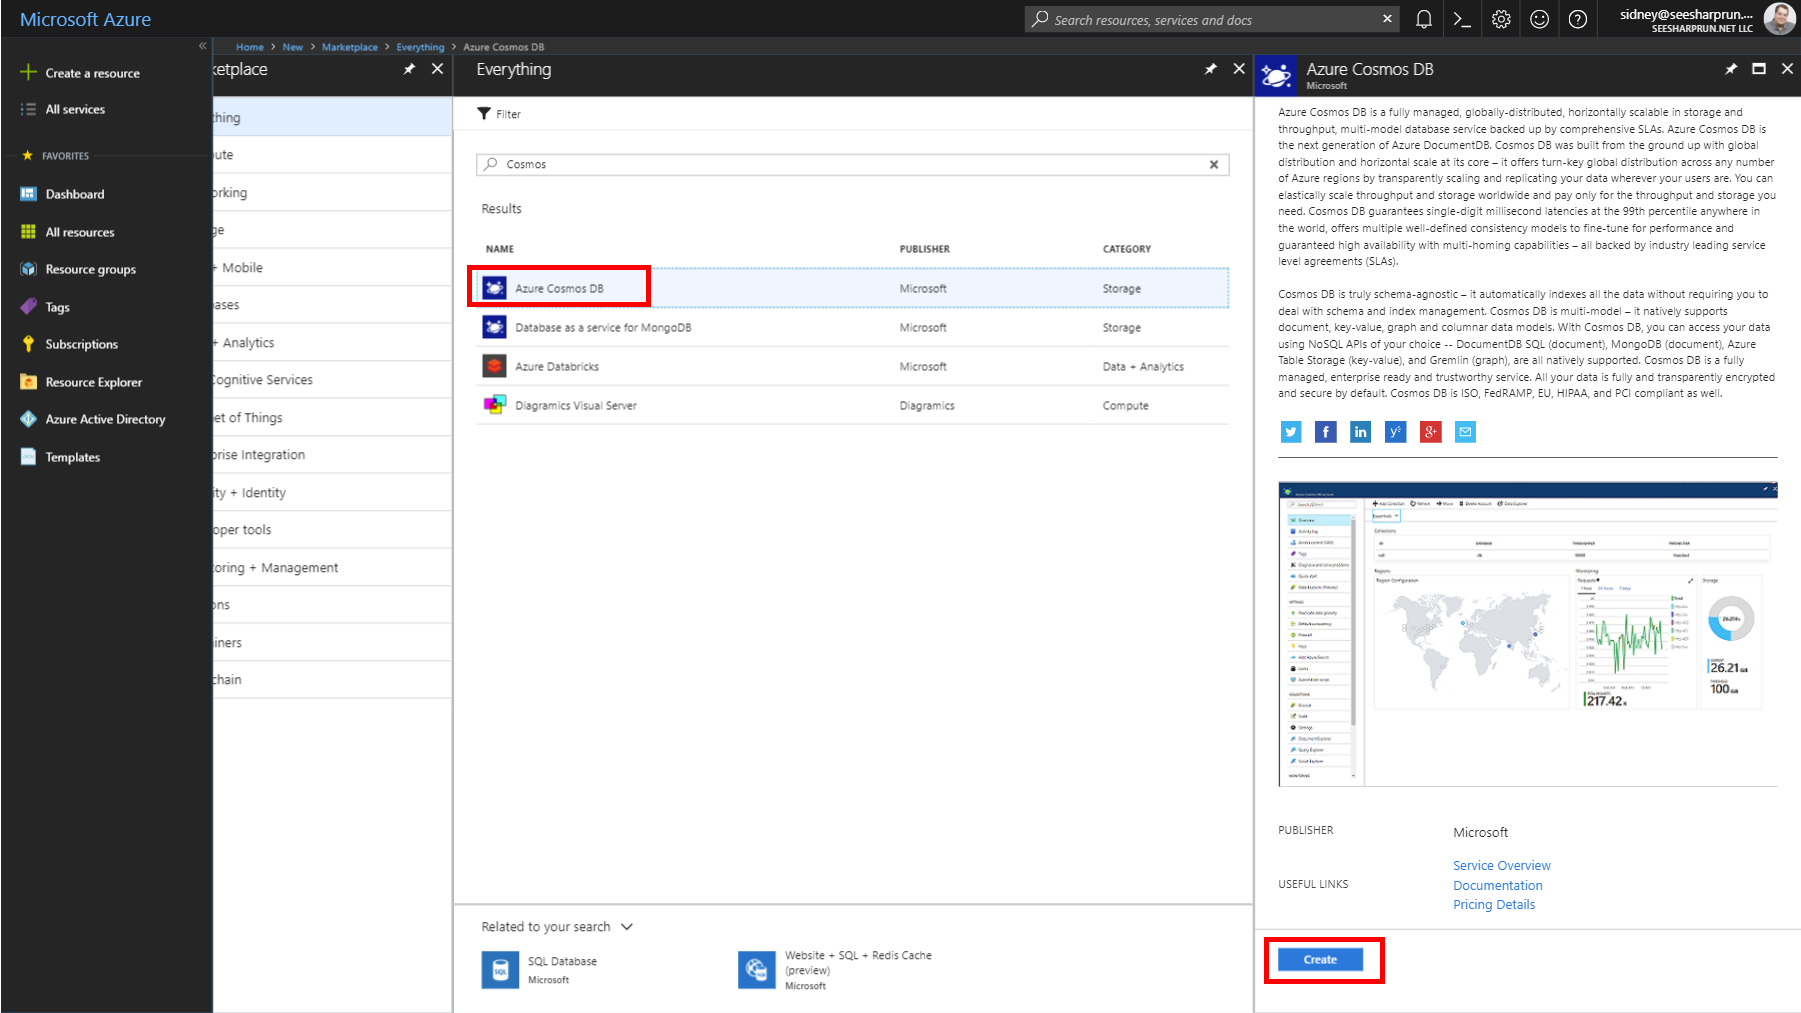 Microsoft Azure
Search resources, services and docs
sidney@seesharprun....
SEESHARPRUN.NET LLC
Home > New > Marketplace > Everything > Azure Cosmos DB
Create a resource
All services
FAVORITES
Dashboard
All resources
Resource groups
Tags
Subscriptions
Resource Explorer
Azure Active Directory
Templates
ketplace
thing
ute
orking
ge
+ Mobile
bases
+ Analytics
Cognitive Services
et of Things
prise Integration
ity + Identity
oper tools
toring + Management
ons
ainers
chain
Everything
Filter
Cosmos
Results
NAME PUBLISHER CATEGORY
Azure Cosmos DB Microsoft Storage
Database as a service for MongoDB Microsoft Storage
Azure Databricks Microsoft Data + Analytics
Diagramics Visual Server Diagramics Compute
Related to your search
SQL Database
Microsoft
Website + SQL + Redis Cache
(preview)
Microsoft
Azure Cosmos DB
Microsoft
Azure Cosmos DB is a fully managed, globally-distributed, horizontally scalable in storage and
throughput, multi-model database service backed up by comprehensive SLAs. Azure Cosmos DB is
the next generation of Azure DocumentDB. Cosmos DB was built from the ground up with global
distribution and horizontal scale at its core – it offers turn-key global distribution across any number
of Azure regions by transparently scaling and replicating your data wherever your users are. You can
elastically scale throughput and storage worldwide and pay only for the throughput and storage you
need. Cosmos DB guarantees single-digit millisecond latencies at the 99th percentile anywhere in
the world, offers multiple well-defined consistency models to fine-tune for performance and
guaranteed high availability with multi-homing capabilities – all backed by industry leading service
level agreements (SLAs).
Cosmos DB is truly schema-agnostic – it automatically indexes all the data without requiring you to
deal with schema and index management. Cosmos DB is multi-model – it natively supports
document, key-value, graph and columnar data models. With Cosmos DB, you can access your data
using NoSQL APIs of your choice -- DocumentDB SQL (document), MongoDB (document), Azure
Table Storage (key-value), and Gremlin (graph), are all natively supported. Cosmos DB is a fully
managed, enterprise ready and trustworthy service. All your data is fully and transparently encrypted
and secure by default. Cosmos DB is ISO, FedRAMP, EU, HIPAA, and PCI compliant as well.
Overview
Tags
Regions
Region Configuration
Monitoring
Requests
Storage
26.21 GB
100 GB
217.42 K
PUBLISHER Microsoft
USEFUL LINKS
Service Overview
Documentation
Pricing Details
Create